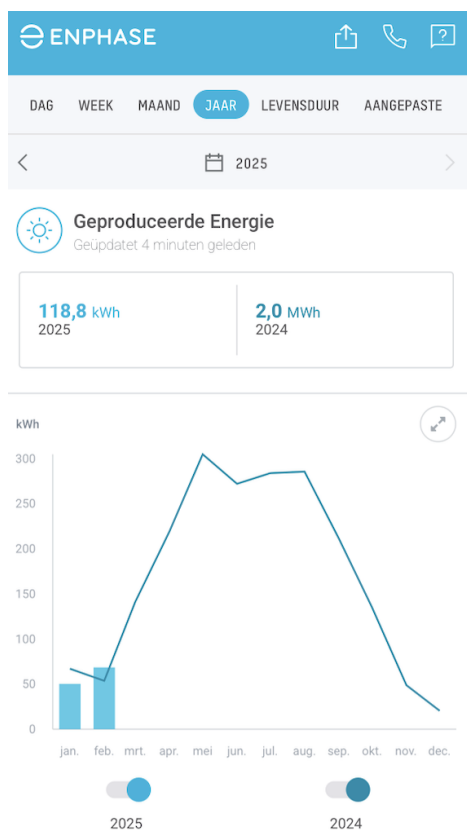 ENPHASE
DAG WEEK MAAND JAAR LEVENSDUUR AANGEPASTE
2025
Geproduceerde Energie
Geüpdatet 4 minuten geleden
118,8 kWh 2,0 MWh
2025 2024
kWh
300
250
200
150
100
50
0
jan. feb. mrt. apr. mei jun. jul. aug. sep. okt. nov. dec.
2025 2024